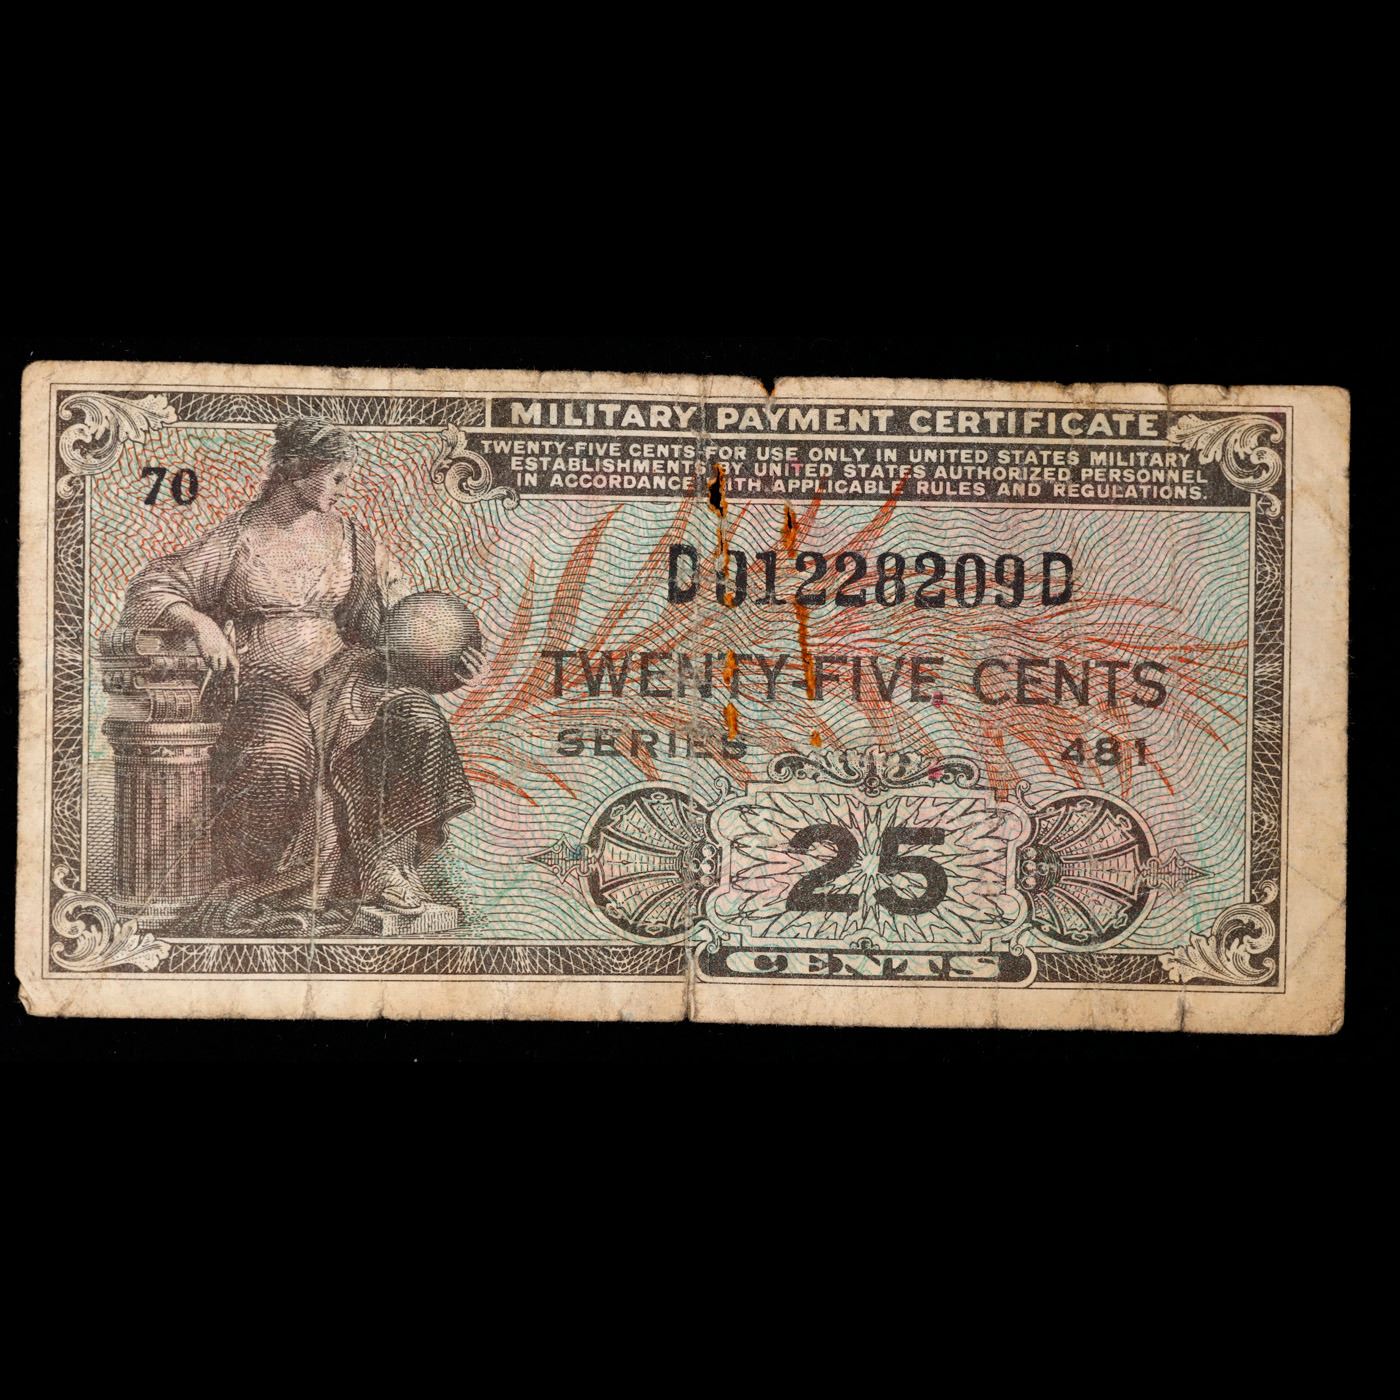 MILITARY PAYMENT CERTIFICATE
TWENTY-FIVE CENTS FOR USE ONLY IN UNITED STATES MILITARY
ESTABLISHMENTS BY UNITED STATES AUTHORIZED PERSONNEL
IN ACCORDANCE WITH APPLICABLE RULES AND REGULATIONS.
70
D01228209D
TWENTY-FIVE CENTS
SERIES 481
25
CENTS